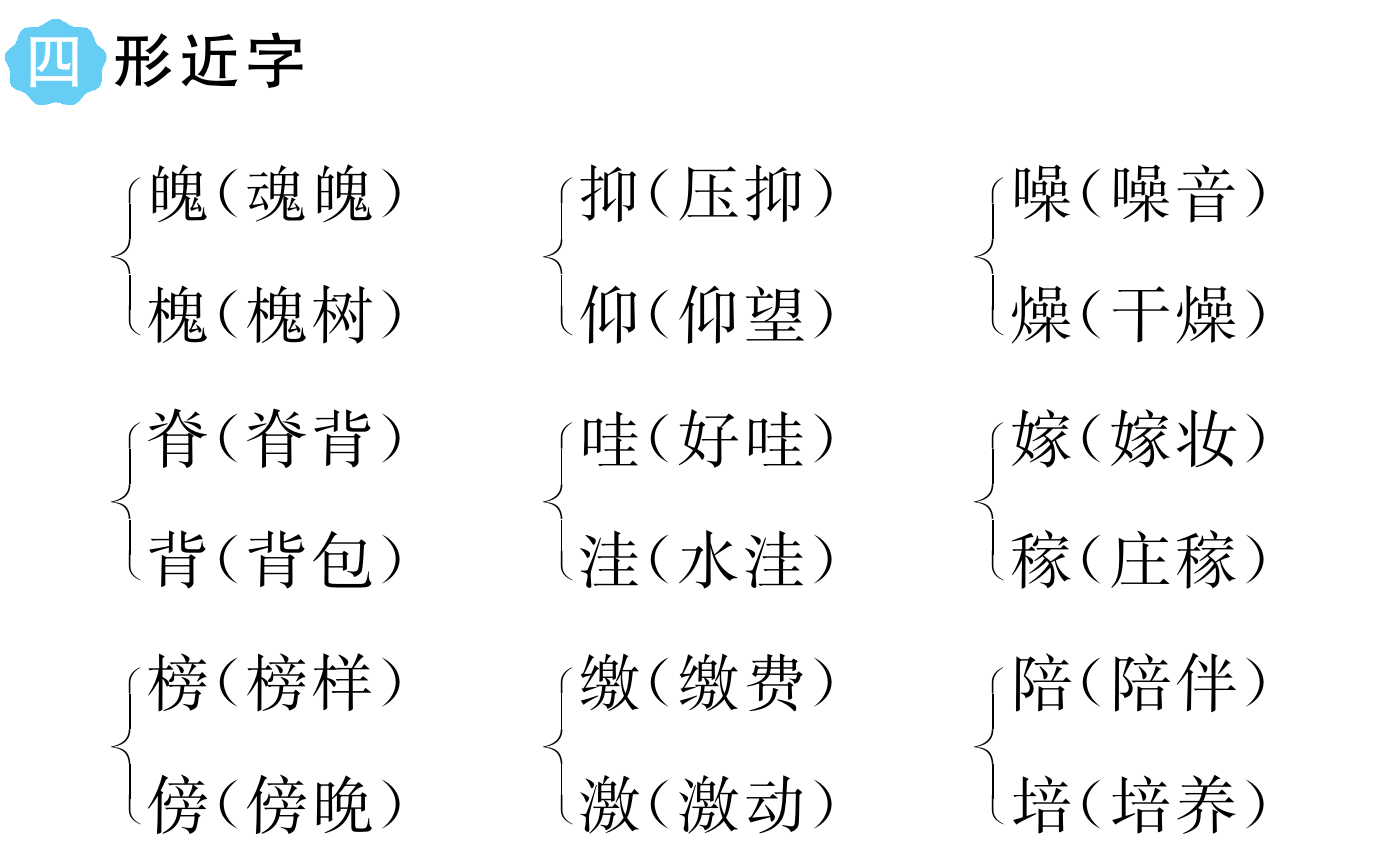 四 形近字
魄(魂魄) 抑(压抑) 噪(噪音)
槐(槐树) 仰(仰望) 燥(干燥)
脊(脊背) 哇(好哇) 嫁(嫁妆)
背(背包) 洼(水洼) 稼(庄稼)
榜(榜样) 缴(缴费) 陪(陪伴)
傍(傍晚) 激(激动) 培(培养)